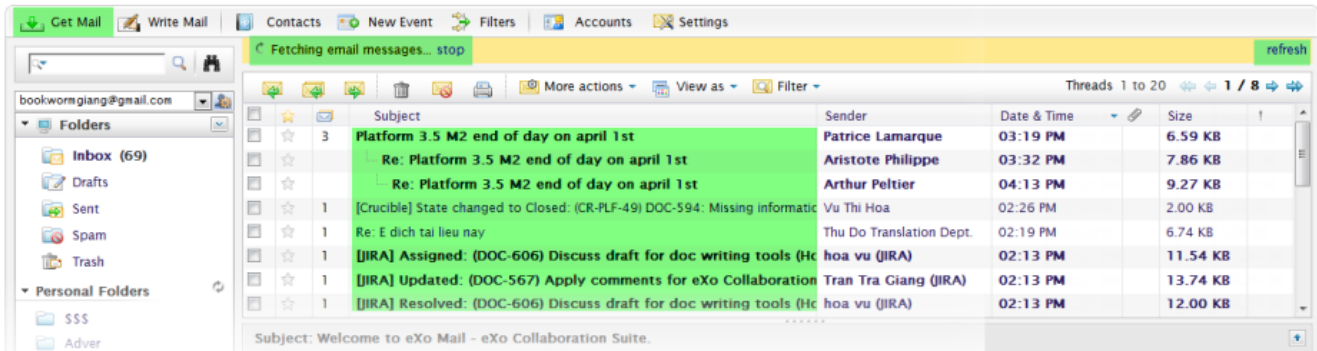 Get Mail Write Mail Contacts New Event Filters Accounts Settings
Fetching email messages... stop refresh
More actions View as Filter Threads 1 to 20 1 / 8
bookwormgiang@gmail.com
Folders
Inbox (69)
Drafts
Sent
Spam
Trash
Personal Folders
$$$
Adver
Subject Sender Date & Time Size !
3 Platform 3.5 M2 end of day on april 1st Patrice Lamarque 03:19 PM 6.59 KB
Re: Platform 3.5 M2 end of day on april 1st Aristote Philippe 03:32 PM 7.86 KB
Re: Platform 3.5 M2 end of day on april 1st Arthur Peltier 04:13 PM 9.27 KB
1 [Crucible] State changed to Closed: (CR-PLF-49) DOC-594: Missing informatic Vu Thi Hoa 02:26 PM 2.00 KB
1 Re: E dich tai lieu nay Thu Do Translation Dept. 02:19 PM 6.74 KB
1 [JIRA] Assigned: (DOC-606) Discuss draft for doc writing tools (Hc hoa vu (JIRA) 02:13 PM 11.54 KB
1 [JIRA] Updated: (DOC-567) Apply comments for eXo Collaboration Tran Tra Giang (JIRA) 02:13 PM 13.74 KB
1 [JIRA] Resolved: (DOC-606) Discuss draft for doc writing tools (Hc hoa vu (JIRA) 02:13 PM 12.00 KB
Subject: Welcome to eXo Mail - eXo Collaboration Suite.